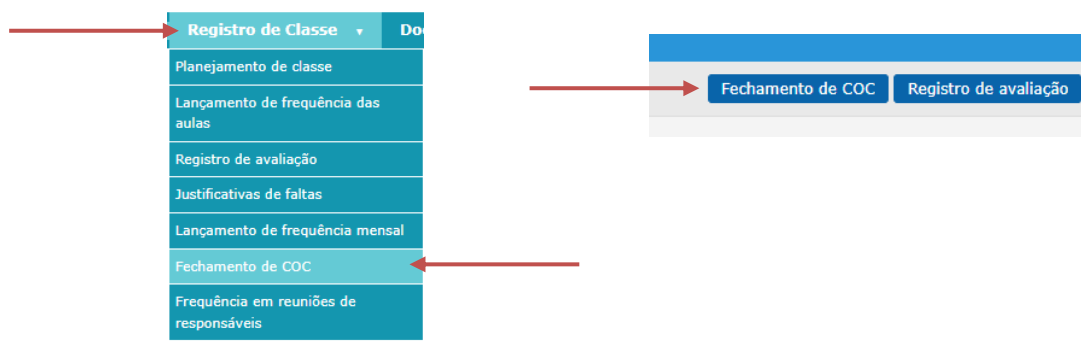 Registro de Classe ▾ Do
Planejamento de classe
Lançamento de frequência das
aulas
Registro de avaliação
Justificativas de faltas
Lançamento de frequência mensal
Fechamento de COC
Frequência em reuniões de
responsáveis
Fechamento de COC Registro de avaliação